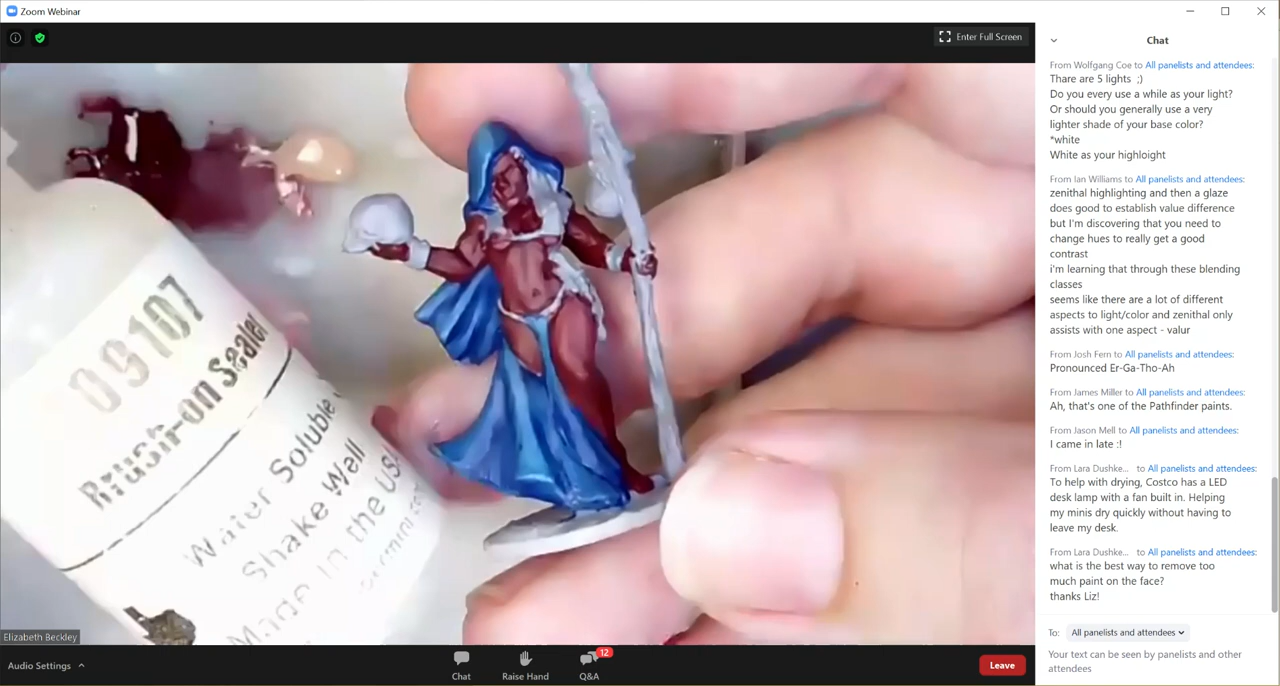 Zoom Webinar
Enter Full Screen
09107
Brush-on Sealer
Water Soluble
Shake Well
Made in the USA
Elizabeth Beckley
Audio Settings
Chat
Raise Hand
12
Q&A
Leave
Chat
From Wolfgang Coe to All panelists and attendees:
Thare are 5 lights ;)
Do you every use a while as your light?
Or should you generally use a very
lighter shade of your base color?
*white
White as your highloight
From Ian Williams to All panelists and attendees:
zenithal highlighting and then a glaze
does good to establish value difference
but I'm discovering that you need to
change hues to really get a good
contrast
i'm learning that through these blending
classes
seems like there are a lot of different
aspects to light/color and zenithal only
assists with one aspect - valur
From Josh Fern to All panelists and attendees:
Pronounced Er-Ga-Tho-Ah
From James Miller to All panelists and attendees:
Ah, that's one of the Pathfinder paints.
From Jason Mell to All panelists and attendees:
I came in late :!
From Lara Dushke... to All panelists and attendees:
To help with drying, Costco has a LED
desk lamp with a fan built in. Helping
my minis dry quickly without having to
leave my desk.
From Lara Dushke... to All panelists and attendees:
what is the best way to remove too
much paint on the face?
thanks Liz!
To: All panelists and attendees
Your text can be seen by panelists and other
attendees